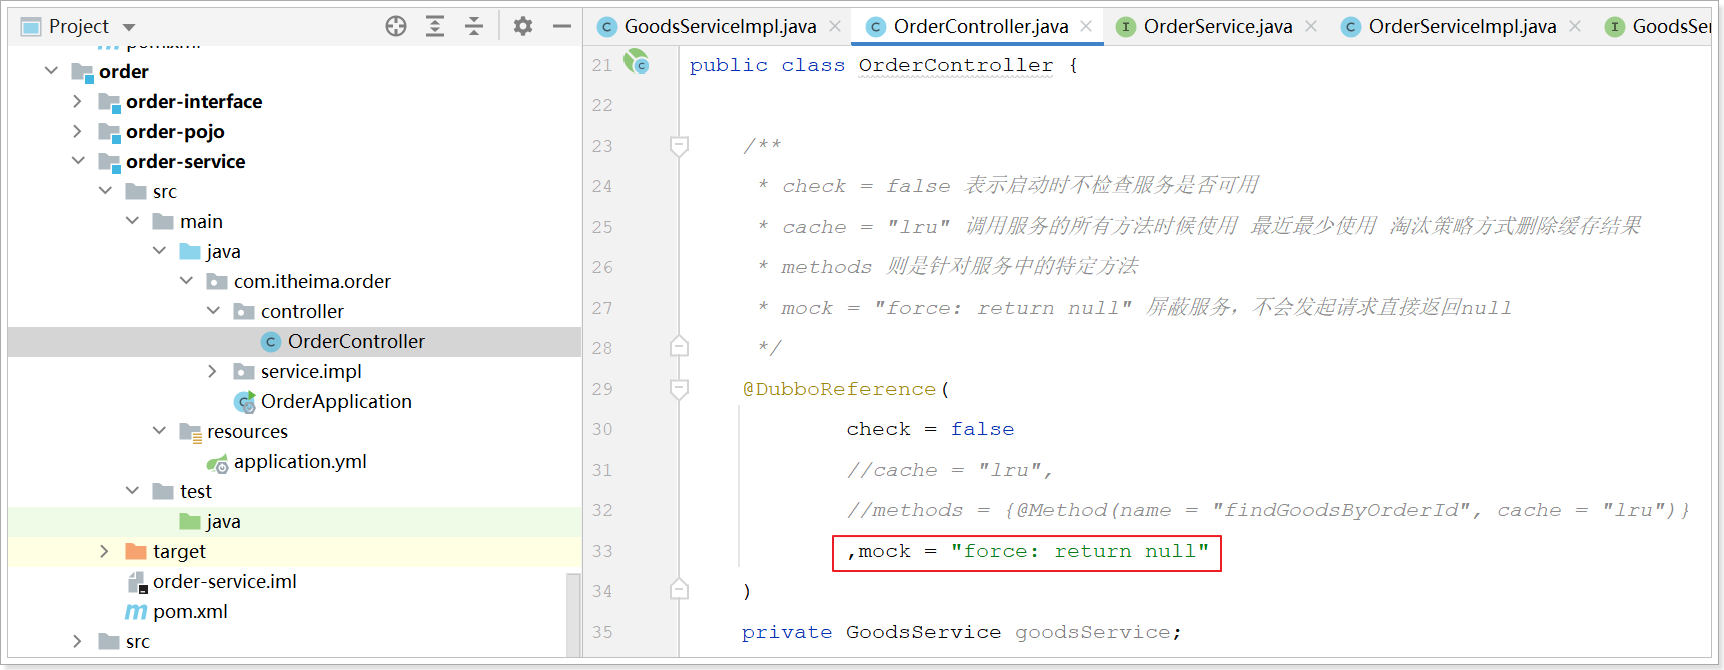 Project
GoodsServiceImpl.java
OrderController.java
OrderService.java
OrderServiceImpl.java
GoodsSer
pom.xml
order
order-interface
order-pojo
order-service
src
main
java
com.itheima.order
controller
OrderController
service.impl
OrderApplication
resources
application.yml
test
java
target
order-service.iml
pom.xml
src
21 public class OrderController {
22
23 /**
24 * check = false 表示启动时不检查服务是否可用
25 * cache = "lru" 调用服务的所有方法时候使用 最近最少使用 淘汰策略方式删除缓存结果
26 * methods 则是针对服务中的特定方法
27 * mock = "force: return null" 屏蔽服务，不会发起请求直接返回null
28 */
29 @DubboReference(
30 check = false
31 //cache = "lru",
32 //methods = {@Method(name = "findGoodsByOrderId", cache = "lru")}
33 ,mock = "force: return null"
34 )
35 private GoodsService goodsService;